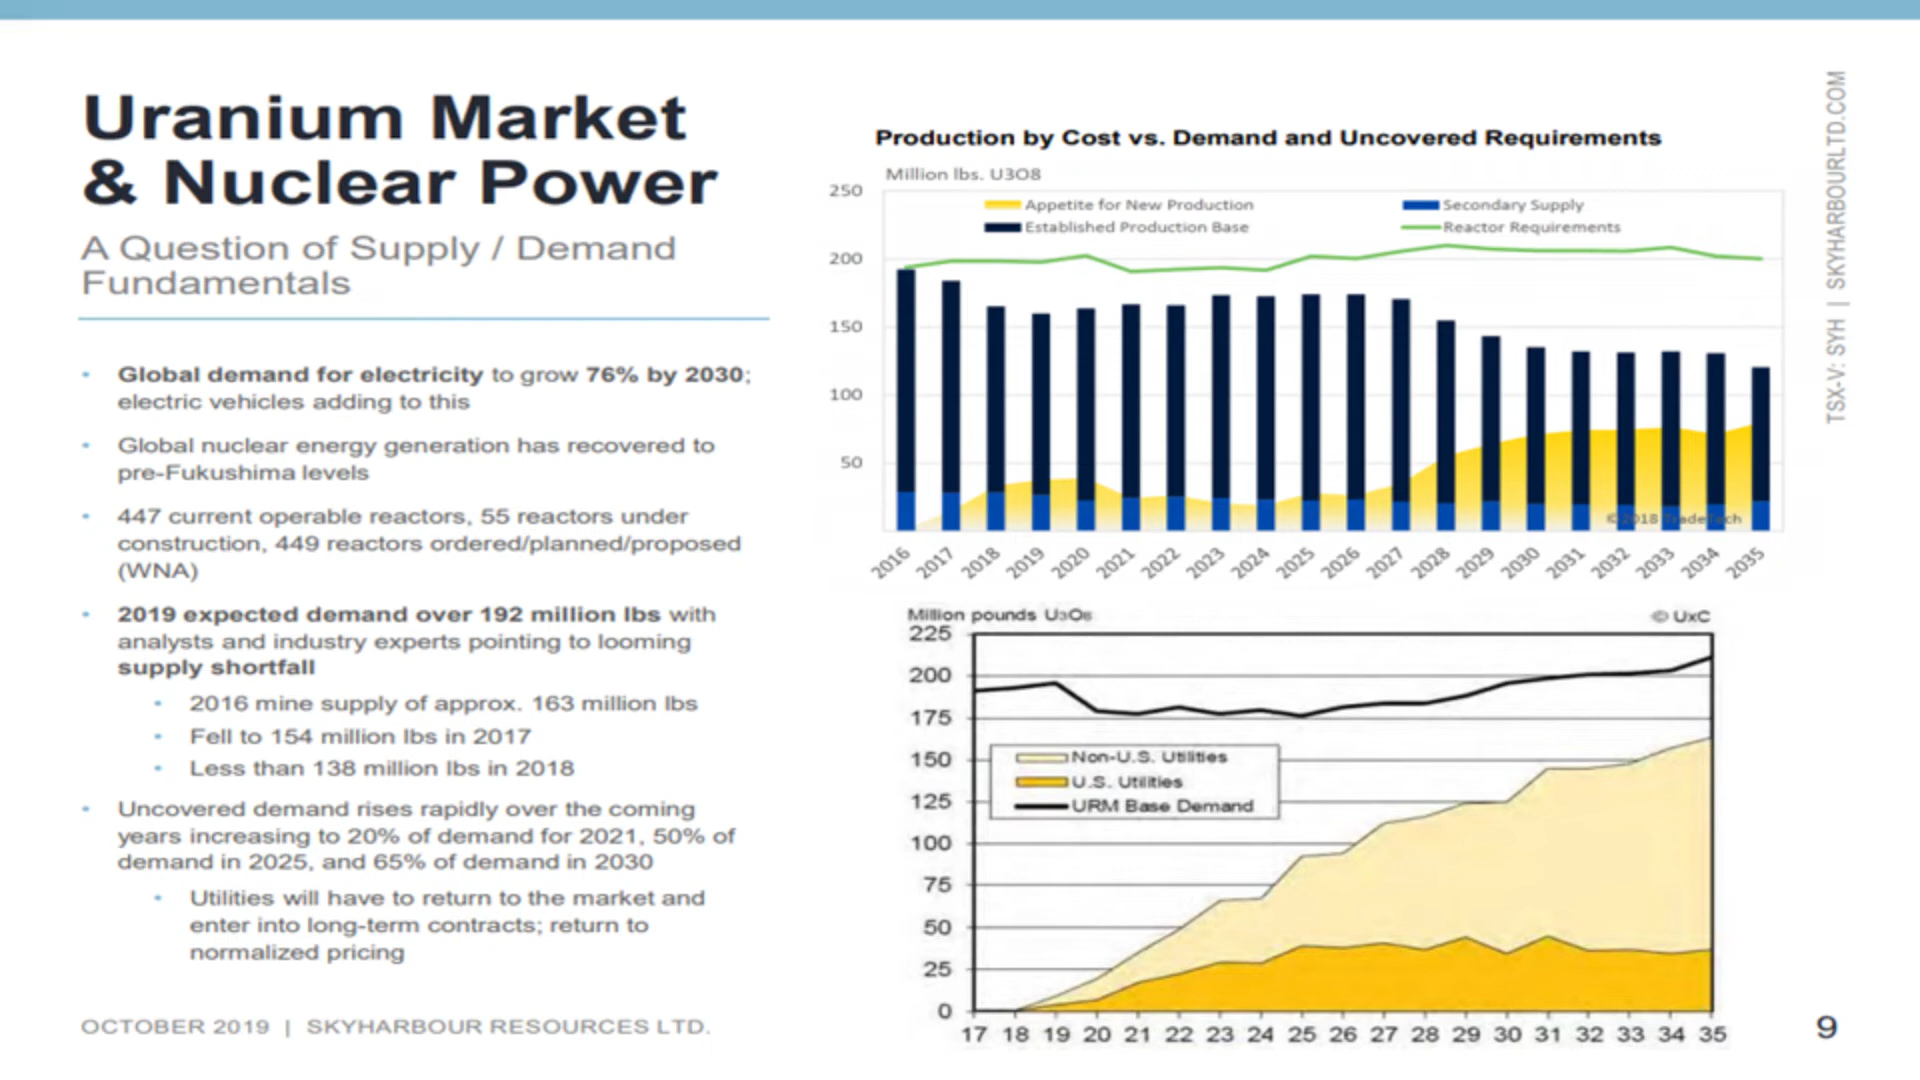 Uranium Market
& Nuclear Power
A Question of Supply / Demand
Fundamentals
• Global demand for electricity to grow 76% by 2030;
electric vehicles adding to this
• Global nuclear energy generation has recovered to
pre-Fukushima levels
• 447 current operable reactors, 55 reactors under
construction, 449 reactors ordered/planned/proposed
(WNA)
• 2019 expected demand over 192 million lbs with
analysts and industry experts pointing to looming
supply shortfall
• 2016 mine supply of approx. 163 million lbs
• Fell to 154 million lbs in 2017
• Less than 138 million lbs in 2018
• Uncovered demand rises rapidly over the coming
years increasing to 20% of demand for 2021, 50% of
demand in 2025, and 65% of demand in 2030
• Utilities will have to return to the market and
enter into long-term contracts; return to
normalized pricing
OCTOBER 2019 | SKYHARBOUR RESOURCES LTD.
Production by Cost vs. Demand and Uncovered Requirements
Million lbs. U3O8
Appetite for New Production
Secondary Supply
Established Production Base
Reactor Requirements
250
200
150
100
50
©2018 TradeTech
2016 2017 2018 2019 2020 2021 2022 2023 2024 2025 2026 2027 2028 2029 2030 2031 2032 2033 2034 2035
Million pounds U3O8
© UxC
225
200
175
150
125
100
75
50
25
0
Non-U.S. Utilities
U.S. Utilities
URM Base Demand
17 18 19 20 21 22 23 24 25 26 27 28 29 30 31 32 33 34 35
TSX-V: SYH | SKYHARBOURLTD.COM
9